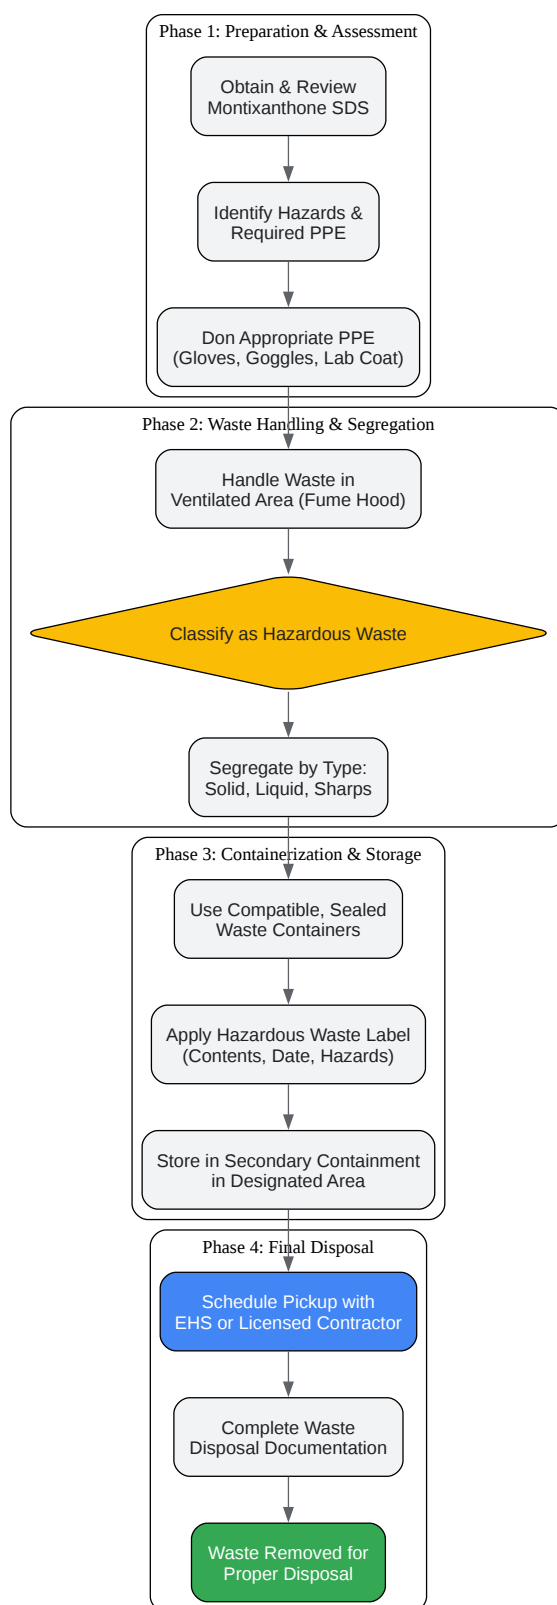 Phase 1: Preparation & Assessment
Obtain & Review
Montixanthone SDS
Identify Hazards &
Required PPE
Don Appropriate PPE
(Gloves, Goggles, Lab Coat)
Phase 2: Waste Handling & Segregation
Handle Waste in
Ventilated Area (Fume Hood)
Classify as Hazardous Waste
Segregate by Type:
Solid, Liquid, Sharps
Phase 3: Containerization & Storage
Use Compatible, Sealed
Waste Containers
Apply Hazardous Waste Label
(Contents, Date, Hazards)
Store in Secondary Containment
in Designated Area
Phase 4: Final Disposal
Schedule Pickup with
EHS or Licensed Contractor
Complete Waste
Disposal Documentation
Waste Removed for
Proper Disposal